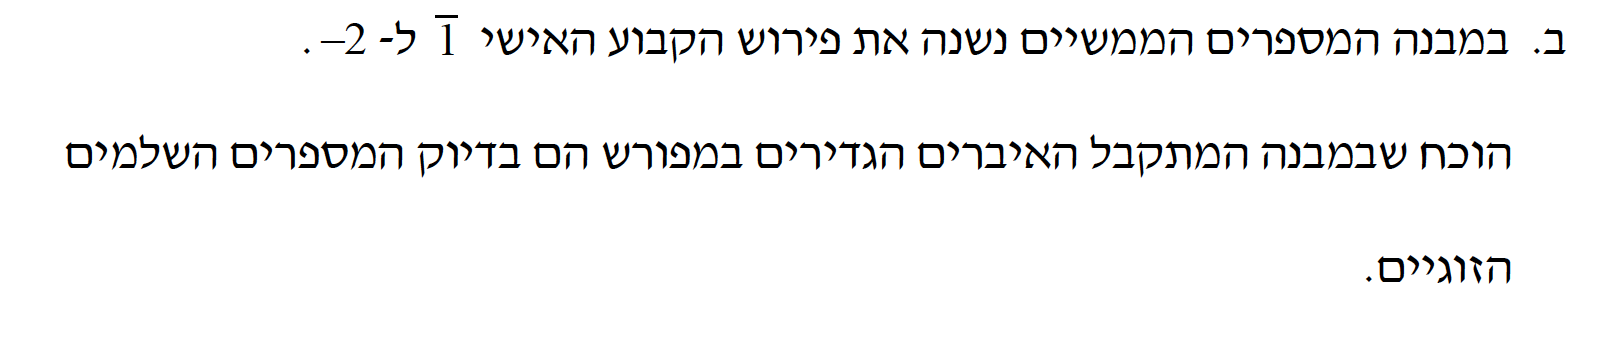 ב. במבנה המספרים הממשיים נשנה את פירוש הקבוע האישי 1̅ ל- 2– .
הוכח שבמבנה המתקבל האיברים הגדירים במפורש הם בדיוק המספרים השלמים
הזוגיים.